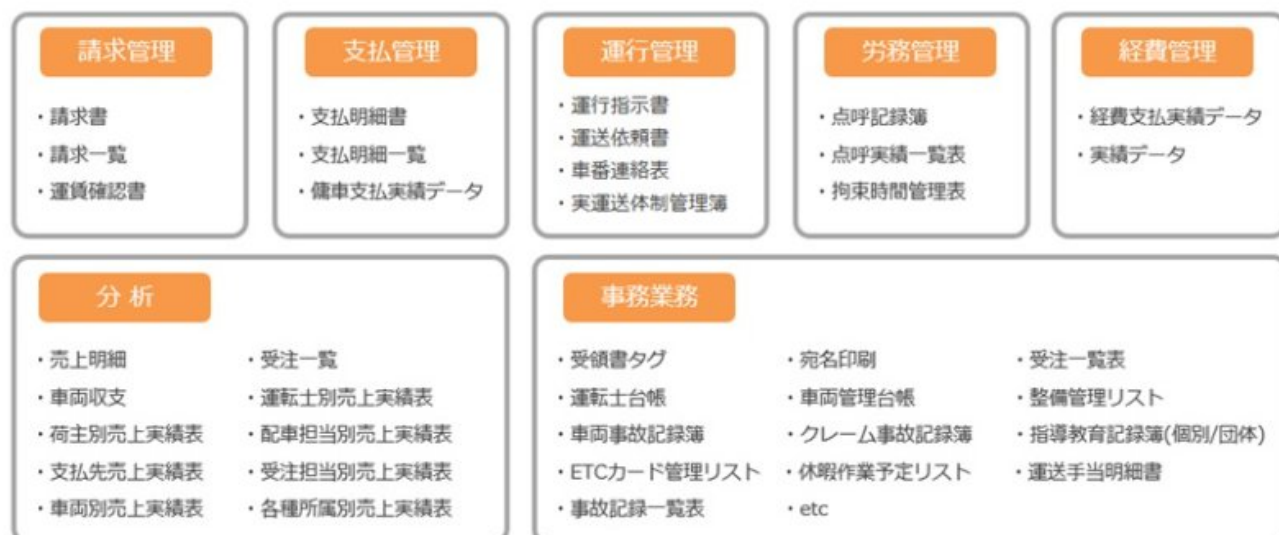 請求管理
・請求書
・請求一覧
・運賃確認書
支払管理
・支払明細書
・支払明細一覧
・傭車支払実績データ
運行管理
・運行指示書
・運送依頼書
・車番連絡表
・実運送体制管理簿
労務管理
・点呼記録簿
・点呼実績一覧表
・拘束時間管理表
経費管理
・経費支払実績データ
・実績データ
分析
・売上明細
・車両収支
・荷主別売上実績表
・支払先売上実績表
・車両別売上実績表
・受注一覧
・運転士別売上実績表
・配車担当別売上実績表
・受注担当別売上実績表
・各種所属別売上実績表
事務業務
・受領書タグ
・運転士台帳
・車両事故記録簿
・ETCカード管理リスト
・事故記録一覧表
・宛名印刷
・車両管理台帳
・クレーム事故記録簿
・休暇作業予定リスト
・etc
・受注一覧表
・整備管理リスト
・指導教育記録簿(個別/団体)
・運送手当明細書